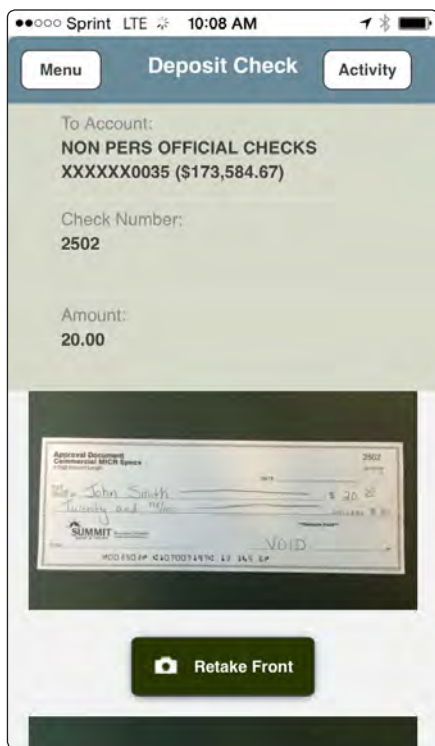 Sprint LTE 10:08 AM
Menu Deposit Check Activity
To Account:
NON PERS OFFICIAL CHECKS
XXXXXX0035 ($173,584.67)
Check Number:
2502
Amount:
20.00
Approval Document 2502
Commercial MICR Specs
DATE
John Smith $ 20
Twenty and
SUMMIT
VOID
Retake Front